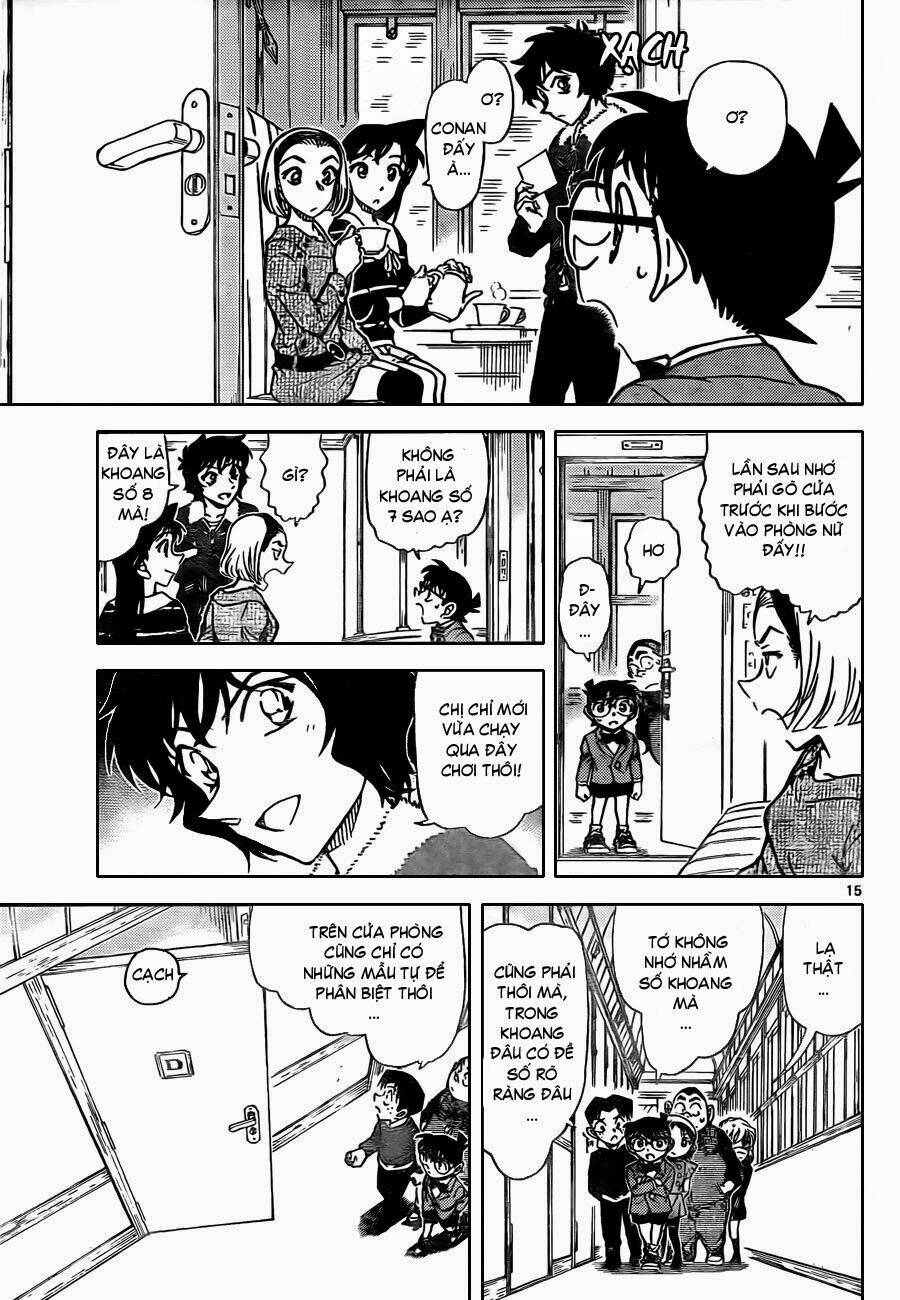 XẠCH
Ơ?
Ơ?
CONAN
ĐẤY
À...
LẦN SAU NHỚ
PHẢI GÕ CỬA
TRƯỚC KHI BƯỚC
VÀO PHÒNG NỮ
ĐẤY!!
HƠ
Đ-
ĐÂY
...
KHÔNG
PHẢI LÀ
KHOANG SỐ
7 SAO Ạ?
GÌ?
ĐÂY LÀ
KHOANG
SỐ 8
MÀ!
CHỊ CHỈ MỚI
VỪA CHẠY
QUA ĐÂY
CHƠI THÔI!
15
LẠ
THẬT
...
TỚ KHÔNG
NHỚ NHẦM
SỐ KHOANG
MÀ
...
CŨNG PHẢI
THÔI MÀ,
TRONG
KHOANG
ĐÂU CÓ ĐỀ
SỐ RÕ
RÀNG ĐÂU
...
TRÊN CỬA PHÒNG
CŨNG CHỈ CÓ
NHỮNG MẪU TỰ ĐỂ
PHÂN BIỆT THÔI
...
CẠCH
D